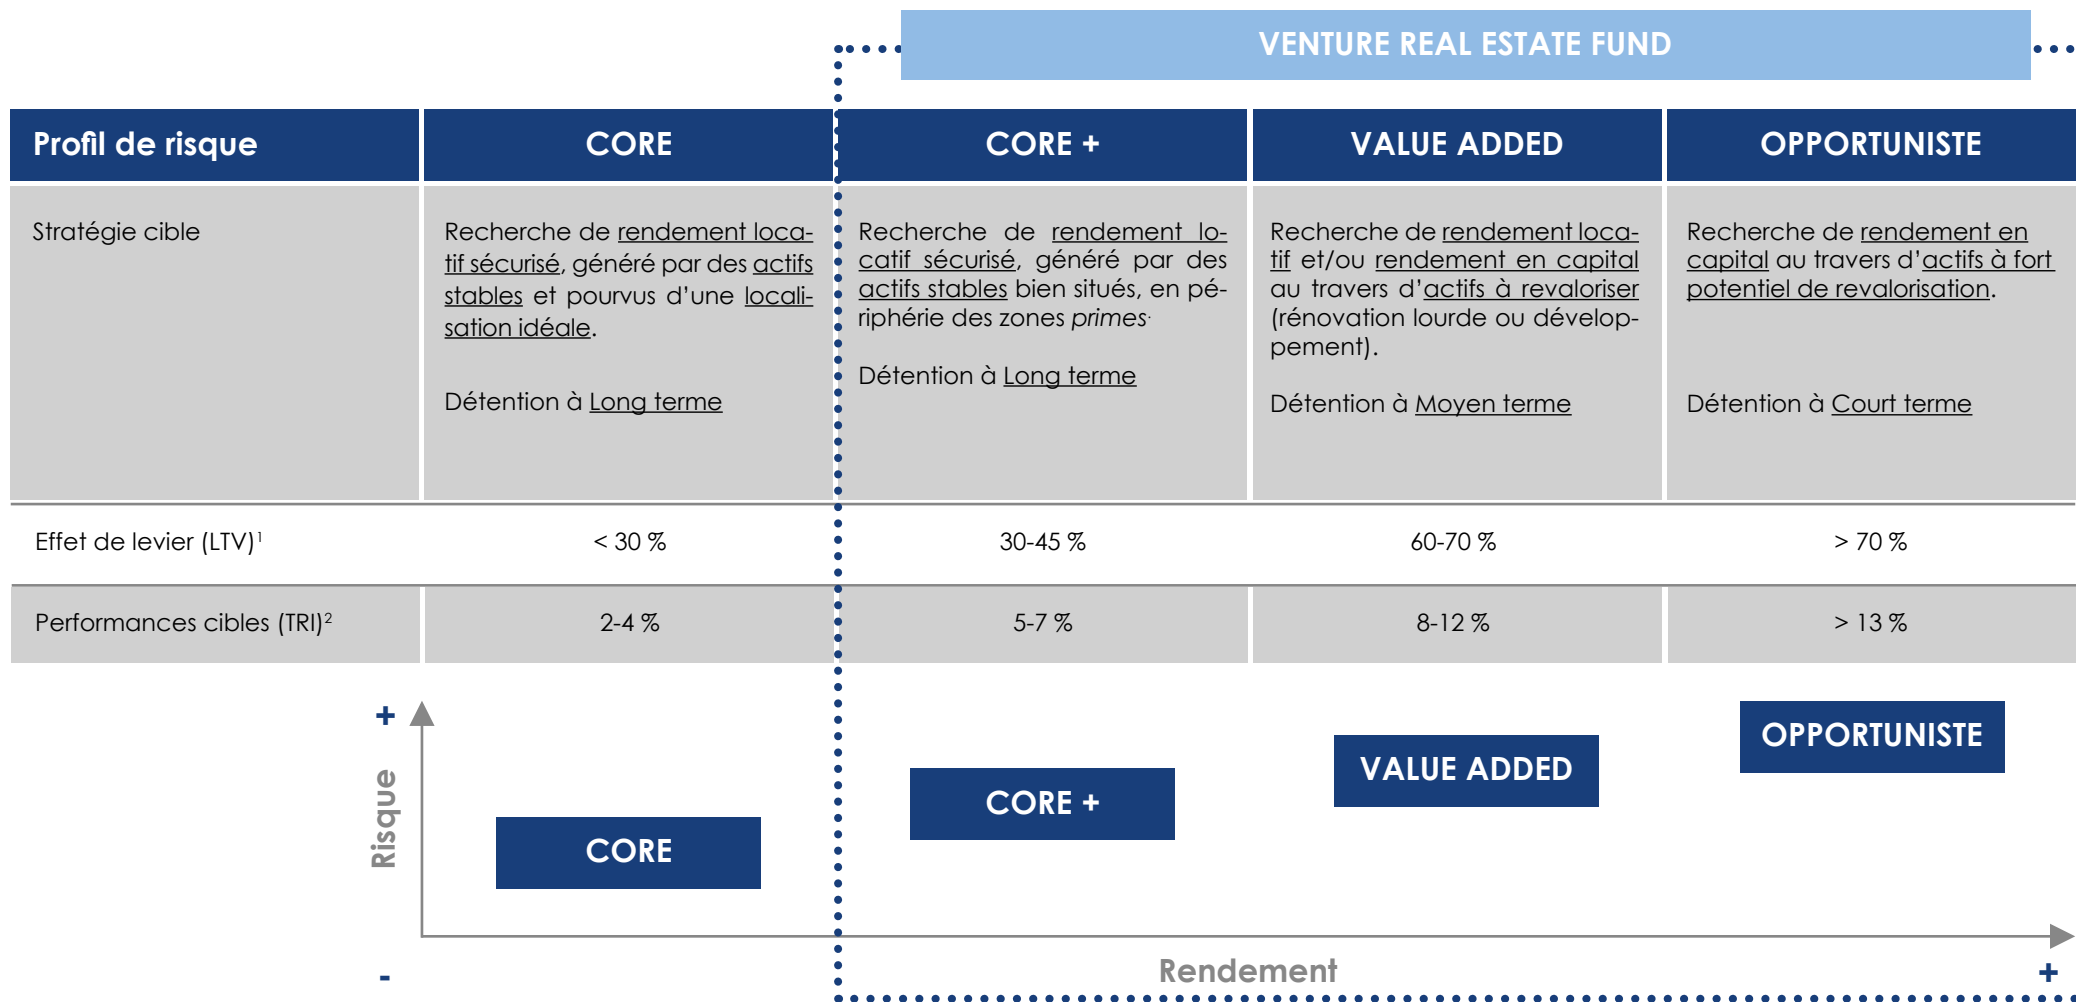 VENTURE REAL ESTATE FUND
Profil de risque
CORE
CORE +
VALUE ADDED
OPPORTUNISTE
Stratégie cible
Recherche de rendement loca-
tif sécurisé, généré par des actifs
stables et pourvus d’une locali-
sation idéale.
Détention à Long terme
Recherche de rendement lo-
catif sécurisé, généré par des
actifs stables bien situés, en pé-
riphérie des zones primes.
Détention à Long terme
Recherche de rendement loca-
tif et/ou rendement en capital
au travers d’actifs à revaloriser
(rénovation lourde ou dévelop-
pement).
Détention à Moyen terme
Recherche de rendement en
capital au travers d’actifs à fort
potentiel de revalorisation.
Détention à Court terme
Effet de levier (LTV)¹
< 30 %
30-45 %
60-70 %
> 70 %
Performances cibles (TRI)²
2-4 %
5-7 %
8-12 %
> 13 %
+
Risque
-
CORE
CORE +
VALUE ADDED
OPPORTUNISTE
Rendement
+